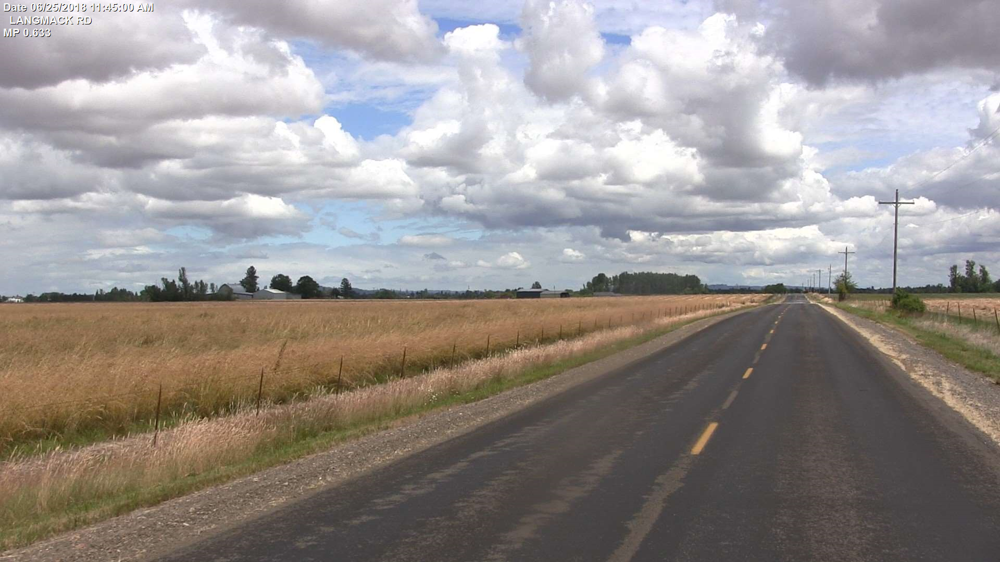 Date 06/25/2018 11:45:00 AM
LANGMACK RD
MP 0.633